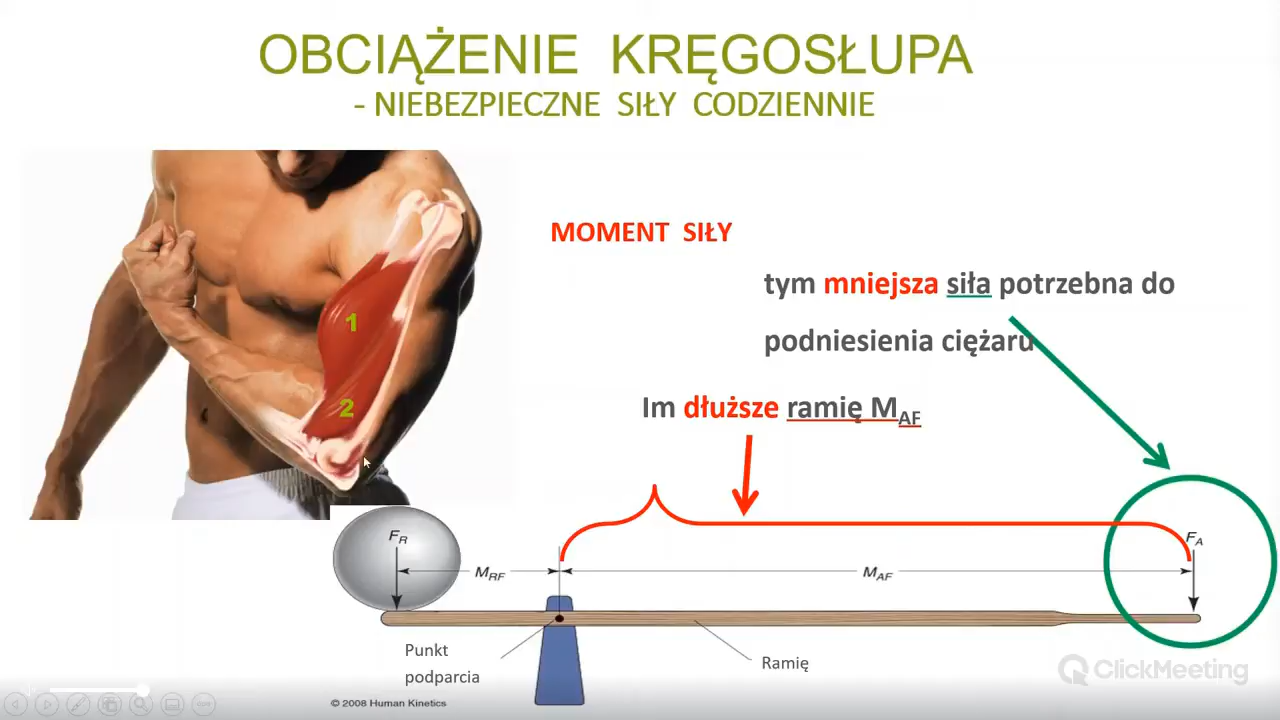 OBCIĄŻENIE KRĘGOSŁUPA
- NIEBEZPIECZNE SIŁY CODZIENNIE
MOMENT SIŁY
tym mniejsza siła potrzebna do
podniesienia ciężaru
Im dłuższe ramię MAF
1
2
FR
MRF
MAF
FA
Punkt
podparcia
Ramię
ClickMeeting
© 2008 Human Kinetics